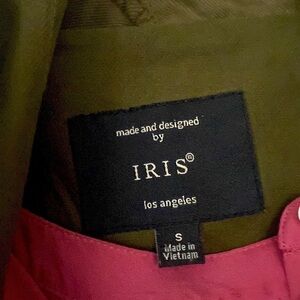 made and designed
by
IRIS®
los angeles
S
Made in
Vietnam